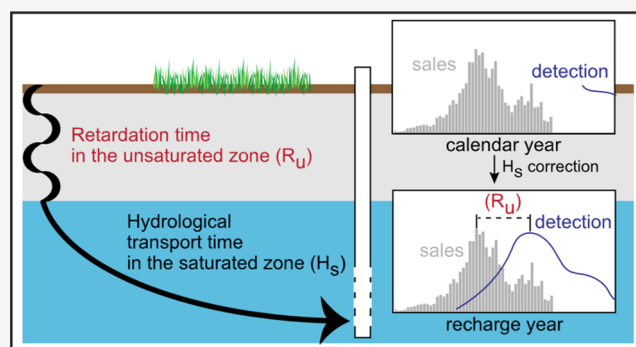 sales
detection
calendar year
Hs correction
Retardation time
in the unsaturated zone (Ru)
Hydrological
transport time
in the saturated zone (Hs)
(Ru)
detection
sales
recharge year